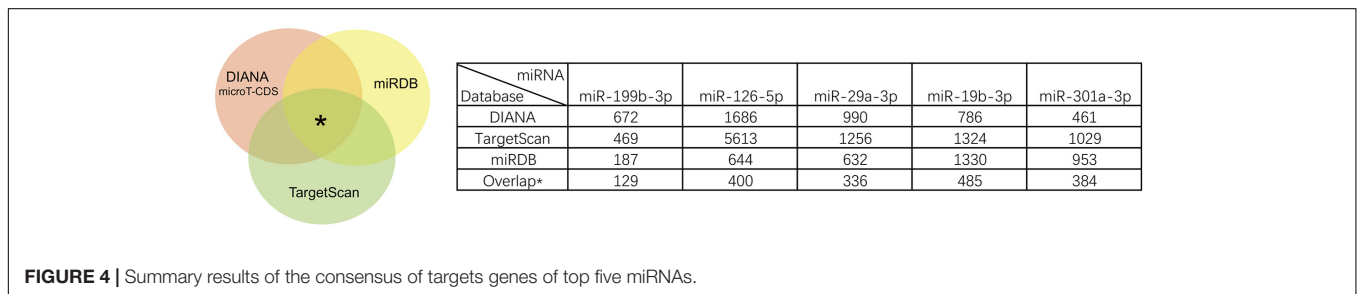 DIANA
microT-CDS
miRDB
*
TargetScan
miRNA
Database miR-199b-3p miR-126-5p miR-29a-3p miR-19b-3p miR-301a-3p
DIANA 672 1686 990 786 461
TargetScan 469 5613 1256 1324 1029
miRDB 187 644 632 1330 953
Overlap* 129 400 336 485 384
FIGURE 4 | Summary results of the consensus of targets genes of top five miRNAs.